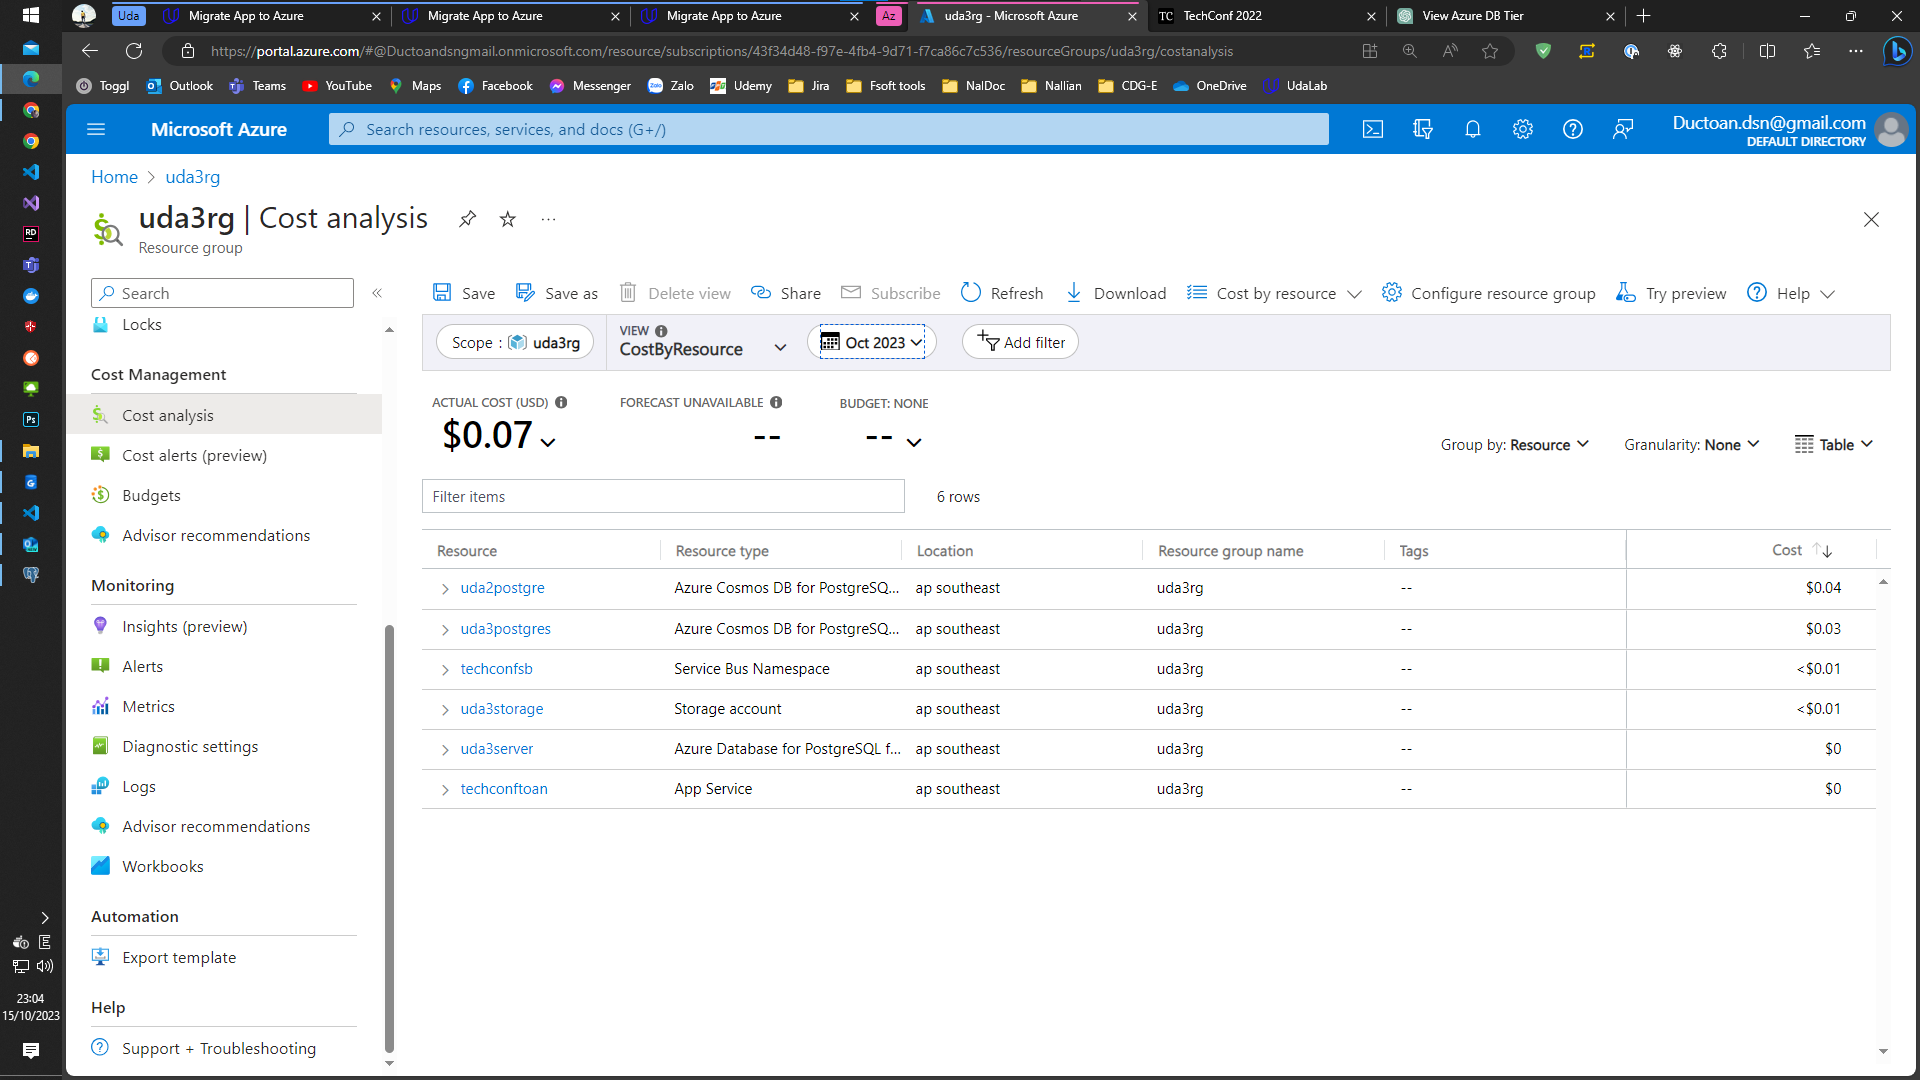 Uda
Migrate App to Azure
Migrate App to Azure
Migrate App to Azure
Az
uda3rg - Microsoft Azure
TC TechConf 2022
View Azure DB Tier
https://portal.azure.com/#@Ductoandsngmail.onmicrosoft.com/resource/subscriptions/43f34d48-f97e-4fb4-9d71-f7ca86c7c536/resourceGroups/uda3rg/costanalysis
Toggl
Outlook
Teams
YouTube
Maps
Facebook
Messenger
Zalo
Udemy
Jira
Fsoft tools
NalDoc
Nallian
CDG-E
OneDrive
UdaLab
Microsoft Azure
Search resources, services, and docs (G+/)
Ductoan.dsn@gmail.com
DEFAULT DIRECTORY
Home > uda3rg
uda3rg | Cost analysis
Resource group
Search
Locks
Cost Management
Cost analysis
Cost alerts (preview)
Budgets
Advisor recommendations
Monitoring
Insights (preview)
Alerts
Metrics
Diagnostic settings
Logs
Advisor recommendations
Workbooks
Automation
Export template
Help
Support + Troubleshooting
Save
Save as
Delete view
Share
Subscribe
Refresh
Download
Cost by resource
Configure resource group
Try preview
Help
Scope : uda3rg
VIEW
CostByResource
Oct 2023
Add filter
ACTUAL COST (USD)
$0.07
FORECAST UNAVAILABLE
--
BUDGET: NONE
--
Group by: Resource
Granularity: None
Table
Filter items
6 rows
Resource Resource type Location Resource group name Tags Cost
uda2postgre Azure Cosmos DB for PostgreSQ... ap southeast uda3rg -- $0.04
uda3postgres Azure Cosmos DB for PostgreSQ... ap southeast uda3rg -- $0.03
techconfsb Service Bus Namespace ap southeast uda3rg -- <$0.01
uda3storage Storage account ap southeast uda3rg -- <$0.01
uda3server Azure Database for PostgreSQL f... ap southeast uda3rg -- $0
techconftoan App Service ap southeast uda3rg -- $0
RD
Ps
E
23:04
15/10/2023